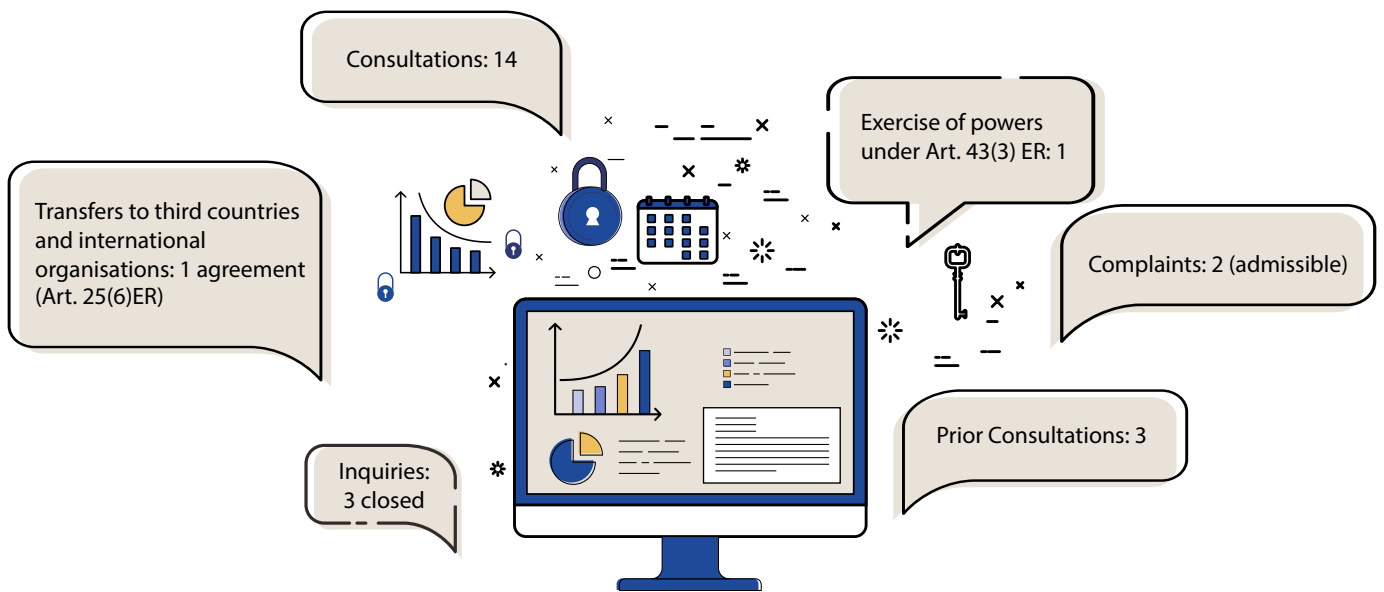 Consultations: 14
Exercise of powers
under Art. 43(3) ER: 1
Transfers to third countries
and international
organisations: 1 agreement
(Art. 25(6)ER)
Complaints: 2 (admissible)
Prior Consultations: 3
Inquiries:
3 closed